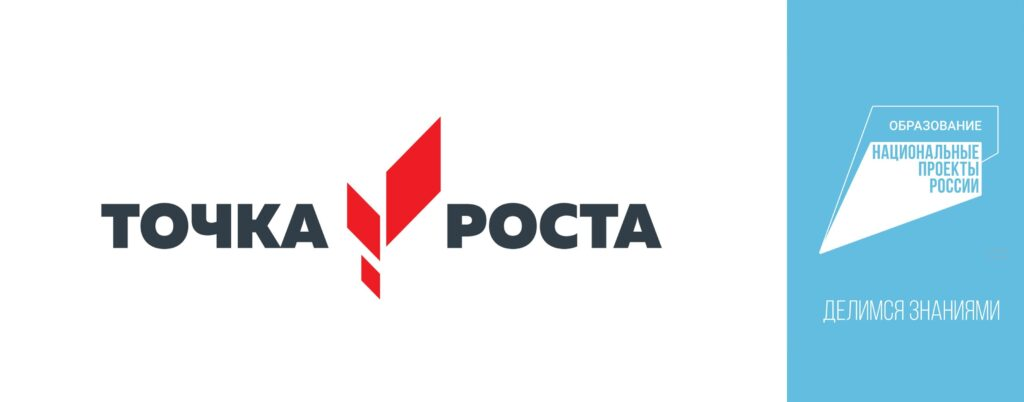 ТОЧКА РОСТА
ОБРАЗОВАНИЕ
НАЦИОНАЛЬНЫЕ
ПРОЕКТЫ
РОССИИ
ДЕЛИМСЯ ЗНАНИЯМИ